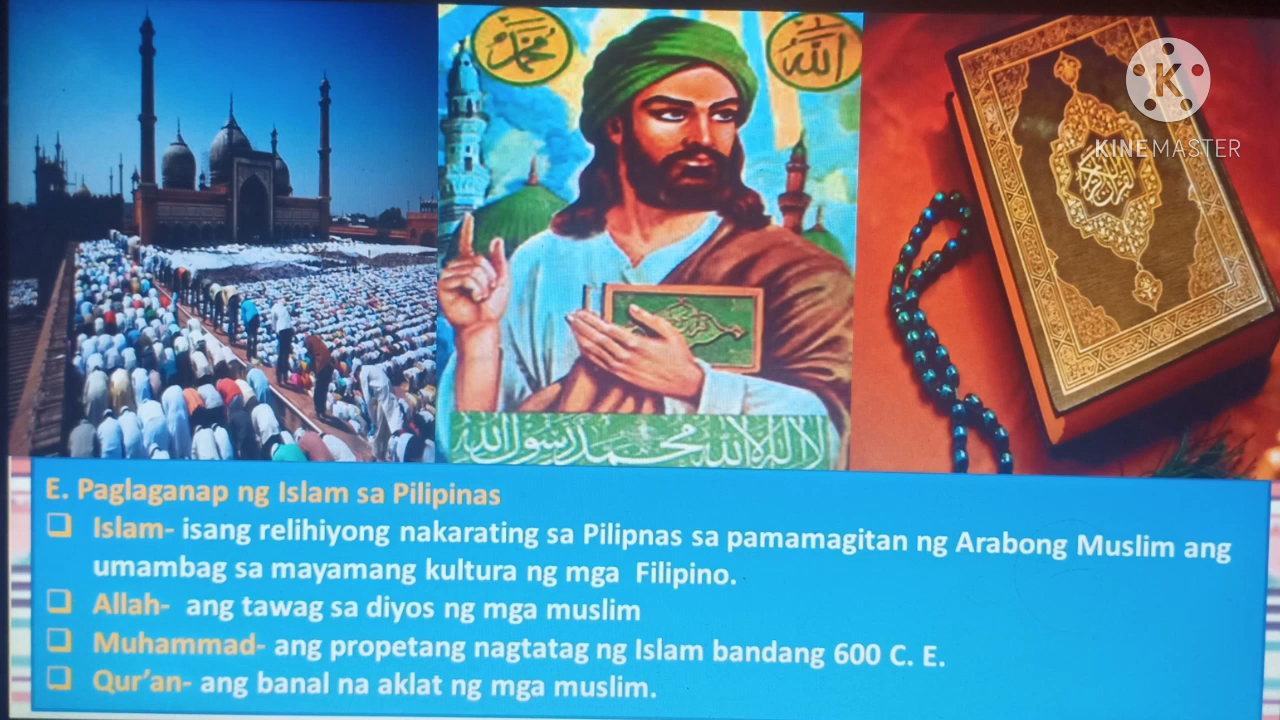 محمد
الله
K
KINEMASTER
لا اله الا الله محمد رسول الله
E. Paglaganap ng Islam sa Pilipinas
❑ Islam- isang relihiyong nakarating sa Pilipnas sa pamamagitan ng Arabong Muslim ang
umambag sa mayamang kultura ng mga Filipino.
❑ Allah- ang tawag sa diyos ng mga muslim
❑ Muhammad- ang propetang nagtatag ng Islam bandang 600 C. E.
❑ Qur’an- ang banal na aklat ng mga muslim.